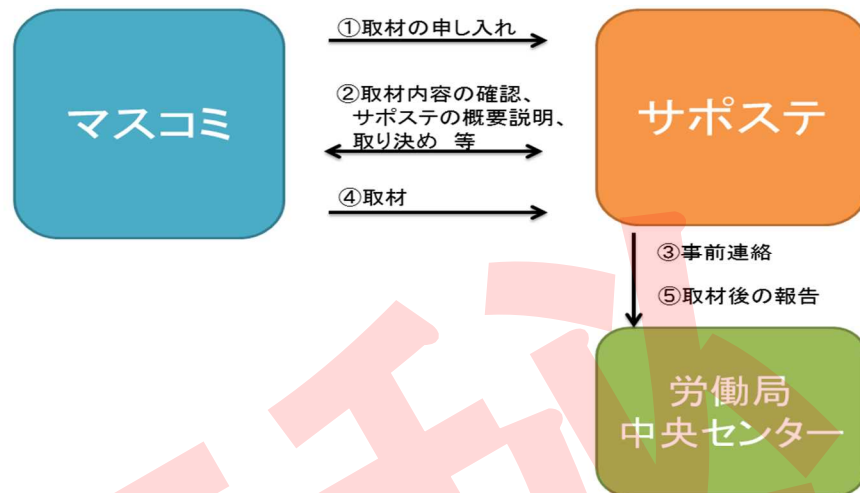 ①取材の申し入れ
マスコミ
②取材内容の確認、
サポステの概要説明、
取り決め 等
サポステ
④取材
③事前連絡
⑤取材後の報告
労働局
中央センター